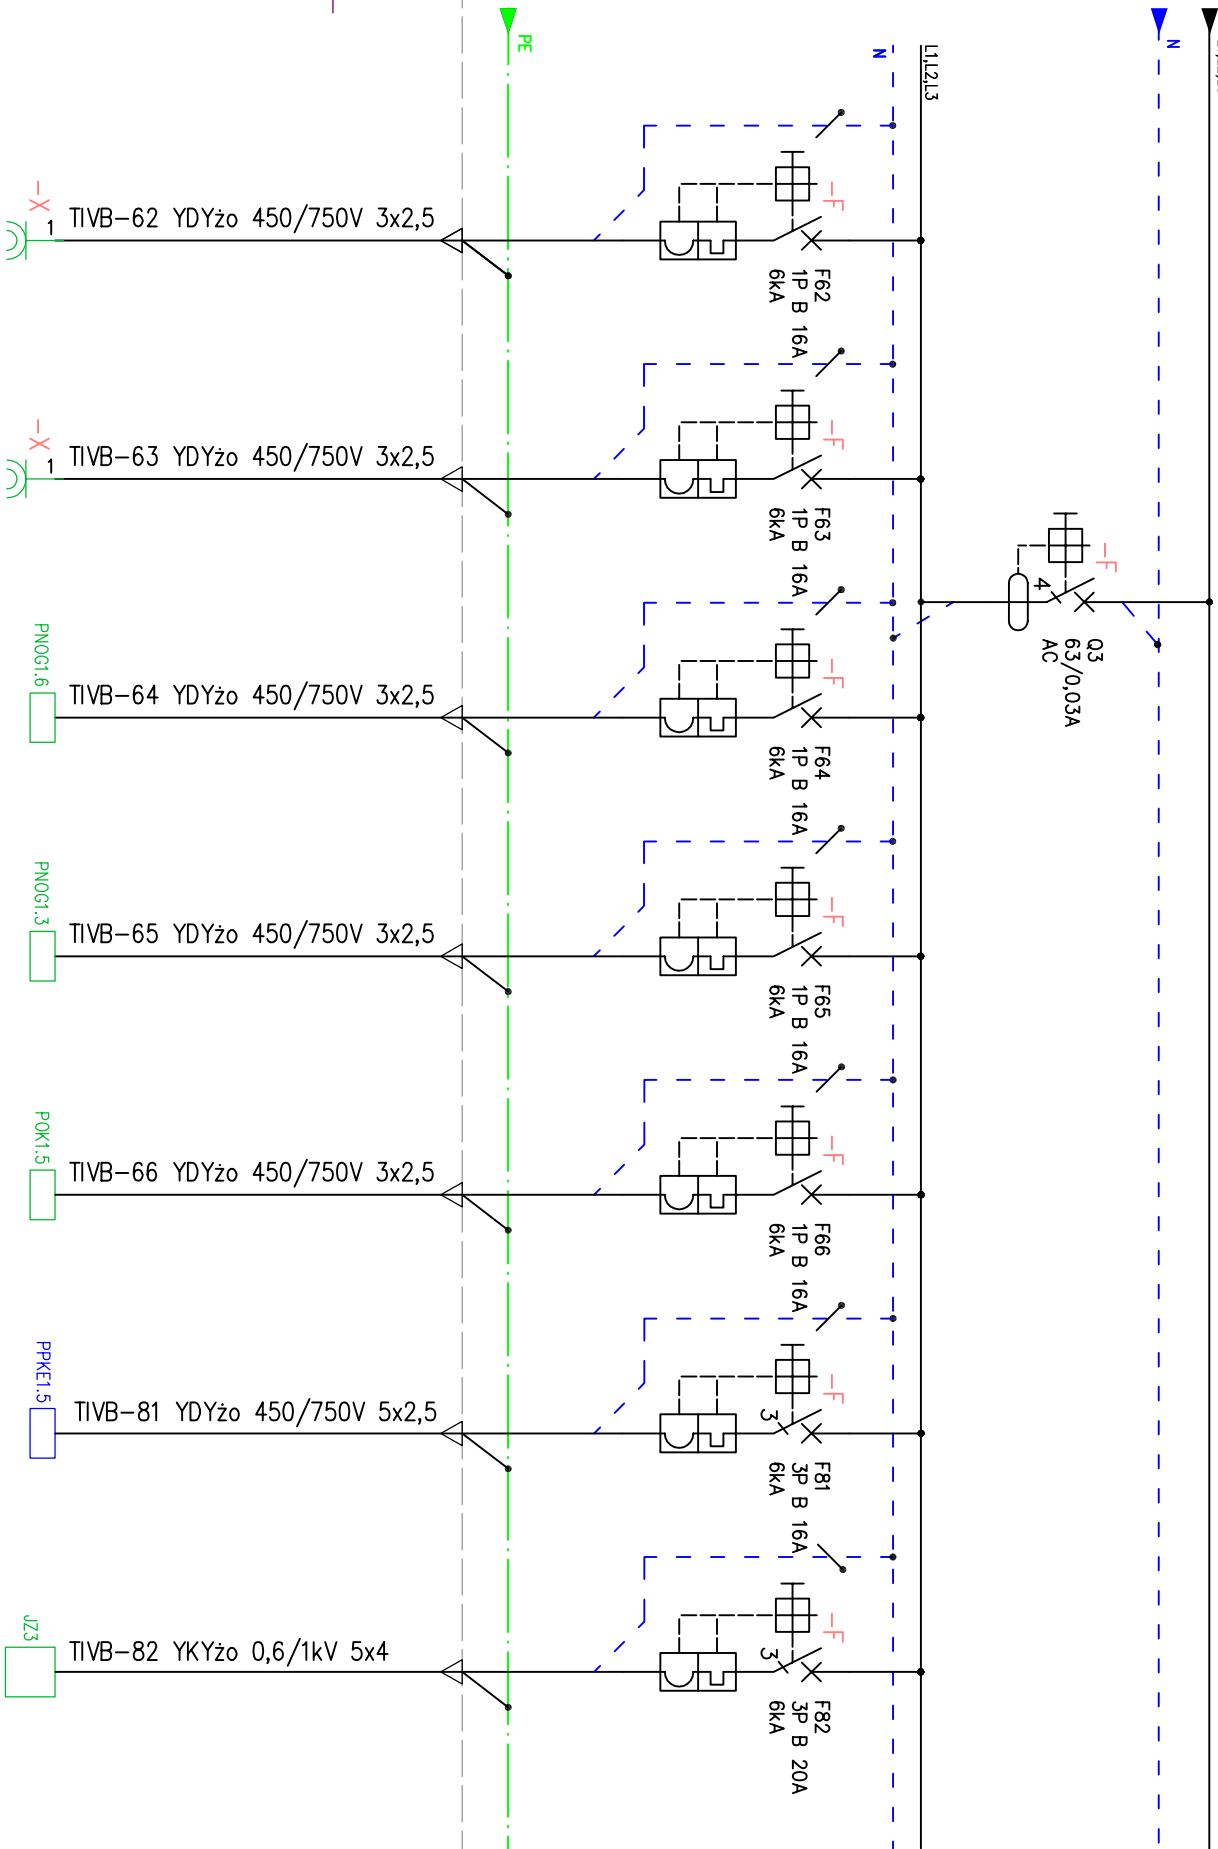 PE
N
N
L1,L2,L3
-F
4
Q3
63/0,03A
AC
-X
1
TIVB-62 YDYżo 450/750V 3x2,5
-F
F62
1P B 16A
6kA
-X
1
TIVB-63 YDYżo 450/750V 3x2,5
-F
F63
1P B 16A
6kA
PNOG1.6
TIVB-64 YDYżo 450/750V 3x2,5
-F
F64
1P B 16A
6kA
PNOG1.3
TIVB-65 YDYżo 450/750V 3x2,5
-F
F65
1P B 16A
6kA
POK1.5
TIVB-66 YDYżo 450/750V 3x2,5
-F
F66
1P B 16A
6kA
PPKE1.5
TIVB-81 YDYżo 450/750V 5x2,5
-F
3
F81
3P B 16A
6kA
JZ3
TIVB-82 YKYżo 0,6/1kV 5x4
-F
3
F82
3P B 20A
6kA